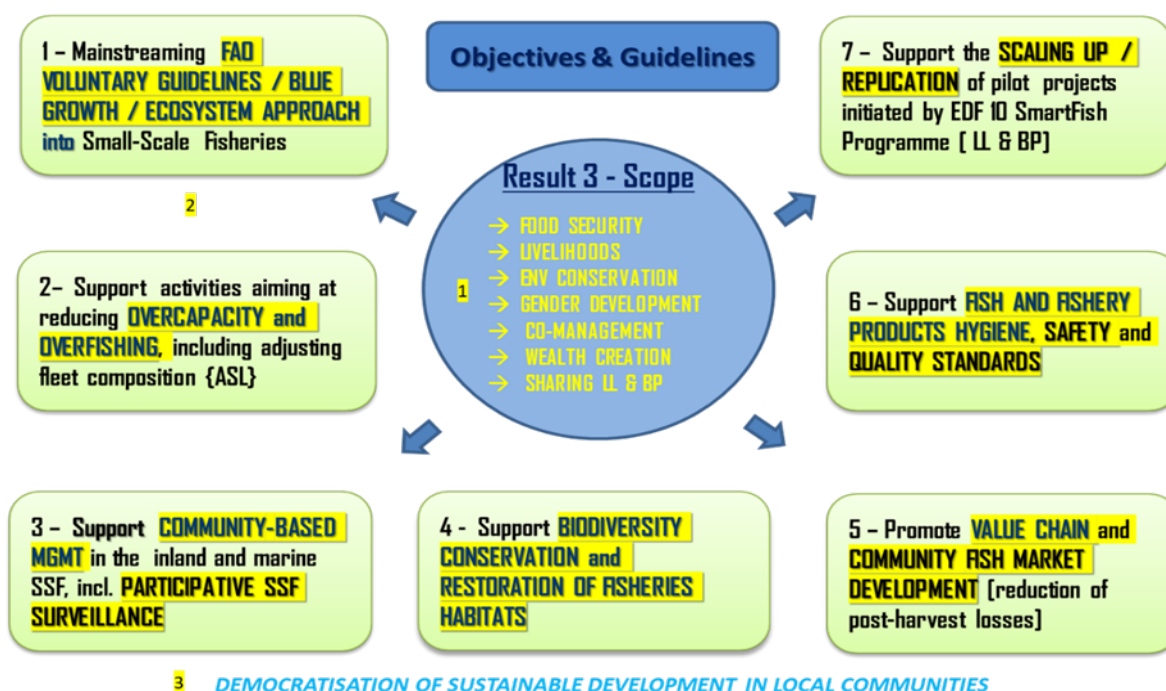 1 – Mainstreaming FAO
VOLUNTARY GUIDELINES / BLUE
GROWTH / ECOSYSTEM APPROACH
into Small-Scale Fisheries
Objectives & Guidelines
7 – Support the SCALING UP /
REPLICATION of pilot projects
initiated by EDF 10 SmartFish
Programme [ LL & BP]
2
Result 3 - Scope
→ FOOD SECURITY
→ LIVELIHOODS
→ ENV CONSERVATION
→ GENDER DEVELOPMENT
→ CO-MANAGEMENT
→ WEALTH CREATION
→ SHARING LL & BP
1
2– Support activities aiming at
reducing OVERCAPACITY and
OVERFISHING, including adjusting
fleet composition {ASL}
6 – Support FISH AND FISHERY
PRODUCTS HYGIENE, SAFETY and
QUALITY STANDARDS
3 – Support COMMUNITY-BASED
MGMT in the inland and marine
SSF, incl. PARTICIPATIVE SSF
SURVEILLANCE
4 - Support BIODIVERSITY
CONSERVATION and
RESTORATION OF FISHERIES
HABITATS
5 – Promote VALUE CHAIN and
COMMUNITY FISH MARKET
DEVELOPMENT [reduction of
post-harvest losses]
3 DEMOCRATISATION OF SUSTAINABLE DEVELOPMENT IN LOCAL COMMUNITIES